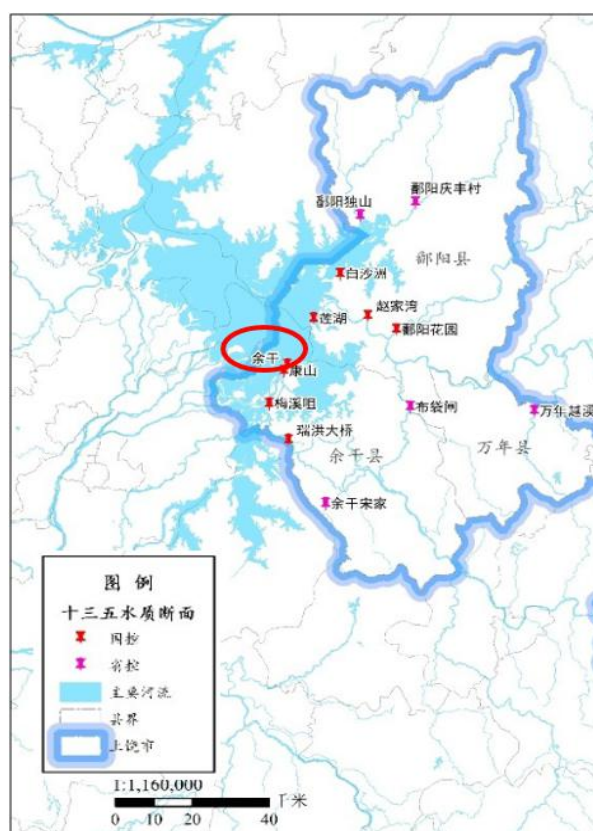 鄱阳独山
鄱阳庆丰村
鄱阳县
白沙洲
莲湖
赵家湾
鄱阳花园
余干
康山
梅溪咀
布袋闸
万年越溪
瑞洪大桥
余干县
万年县
余干宋家
图 例
十三五水质断面
国控
省控
主要河流
县界
上饶市
1:1,160,000
千米
0 10 20 40